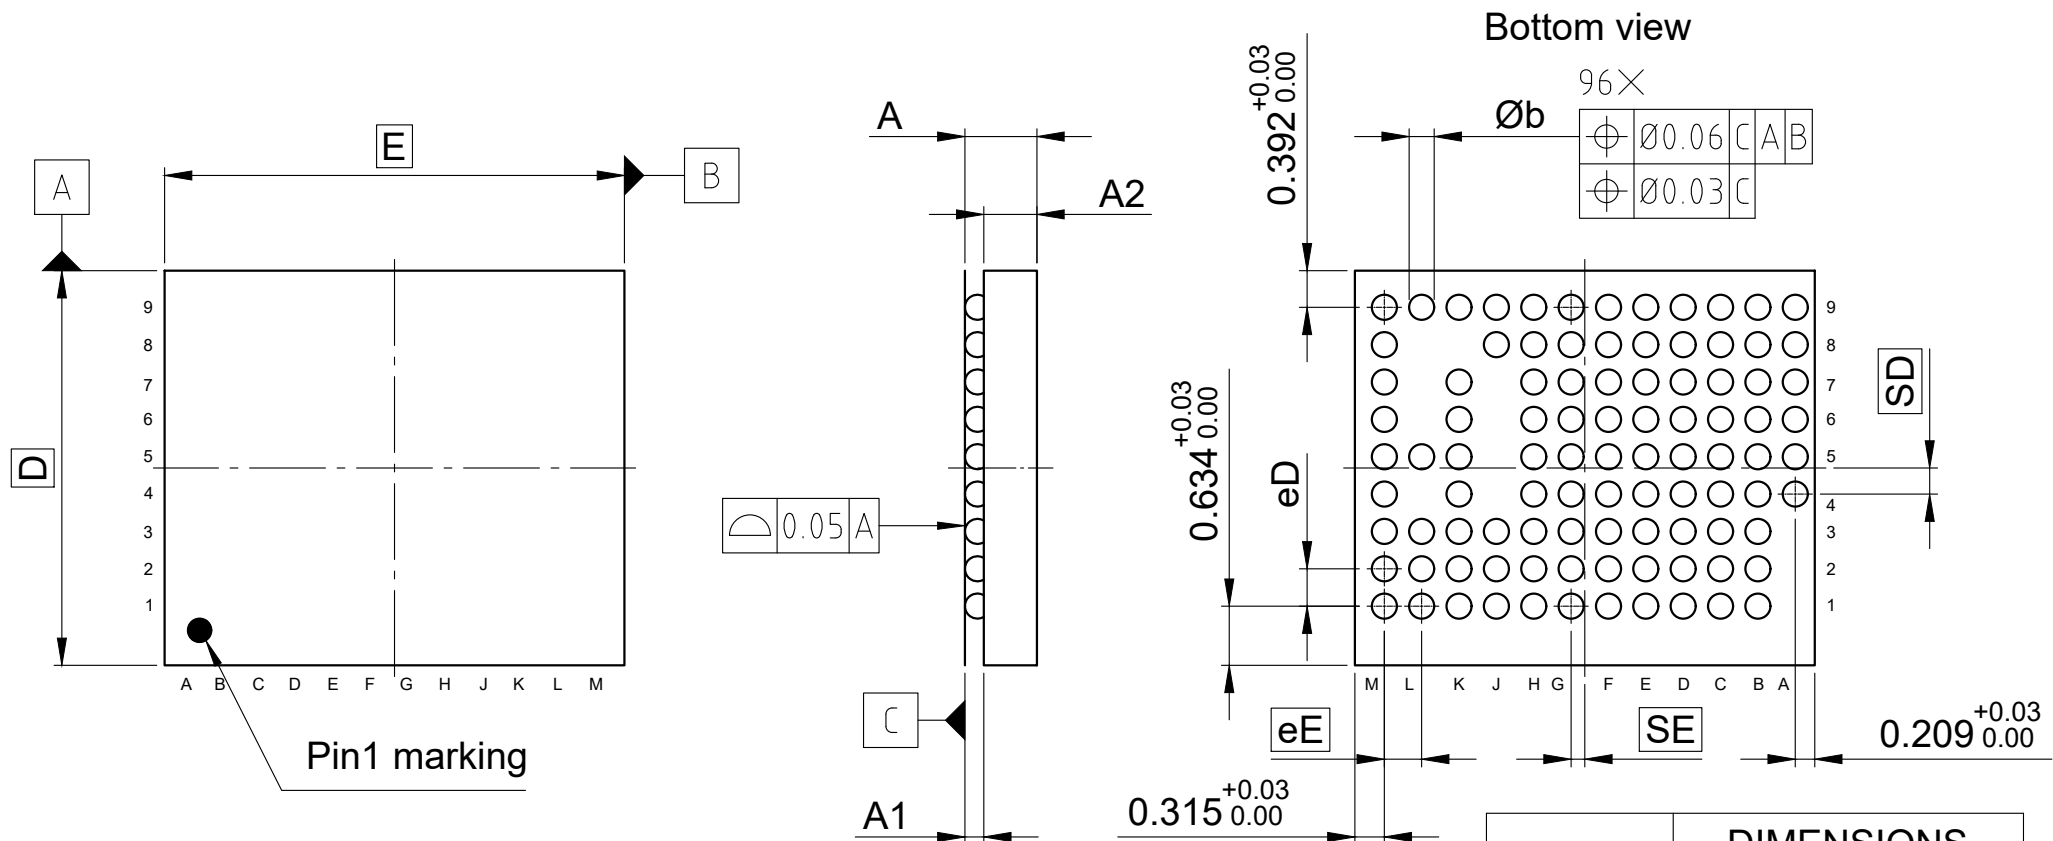 Bottom view
96×
Øb
⌖ Ø0.06 C A B
⌖ Ø0.03 C
0.392 +0.03 0.00
A
E
B
A
A2
9
8
7
6
5
4
3
2
1
D
A B C D E F G H J K L M
Pin1 marking
⌓ 0.05 A
C
A1
0.634 +0.03 0.00
eD
9
8
7
6
5
4
3
2
1
SD
M L K J H G F E D C B A
eE
SE
0.209 +0.03 0.00
0.315 +0.03 0.00
DIMENSIONS